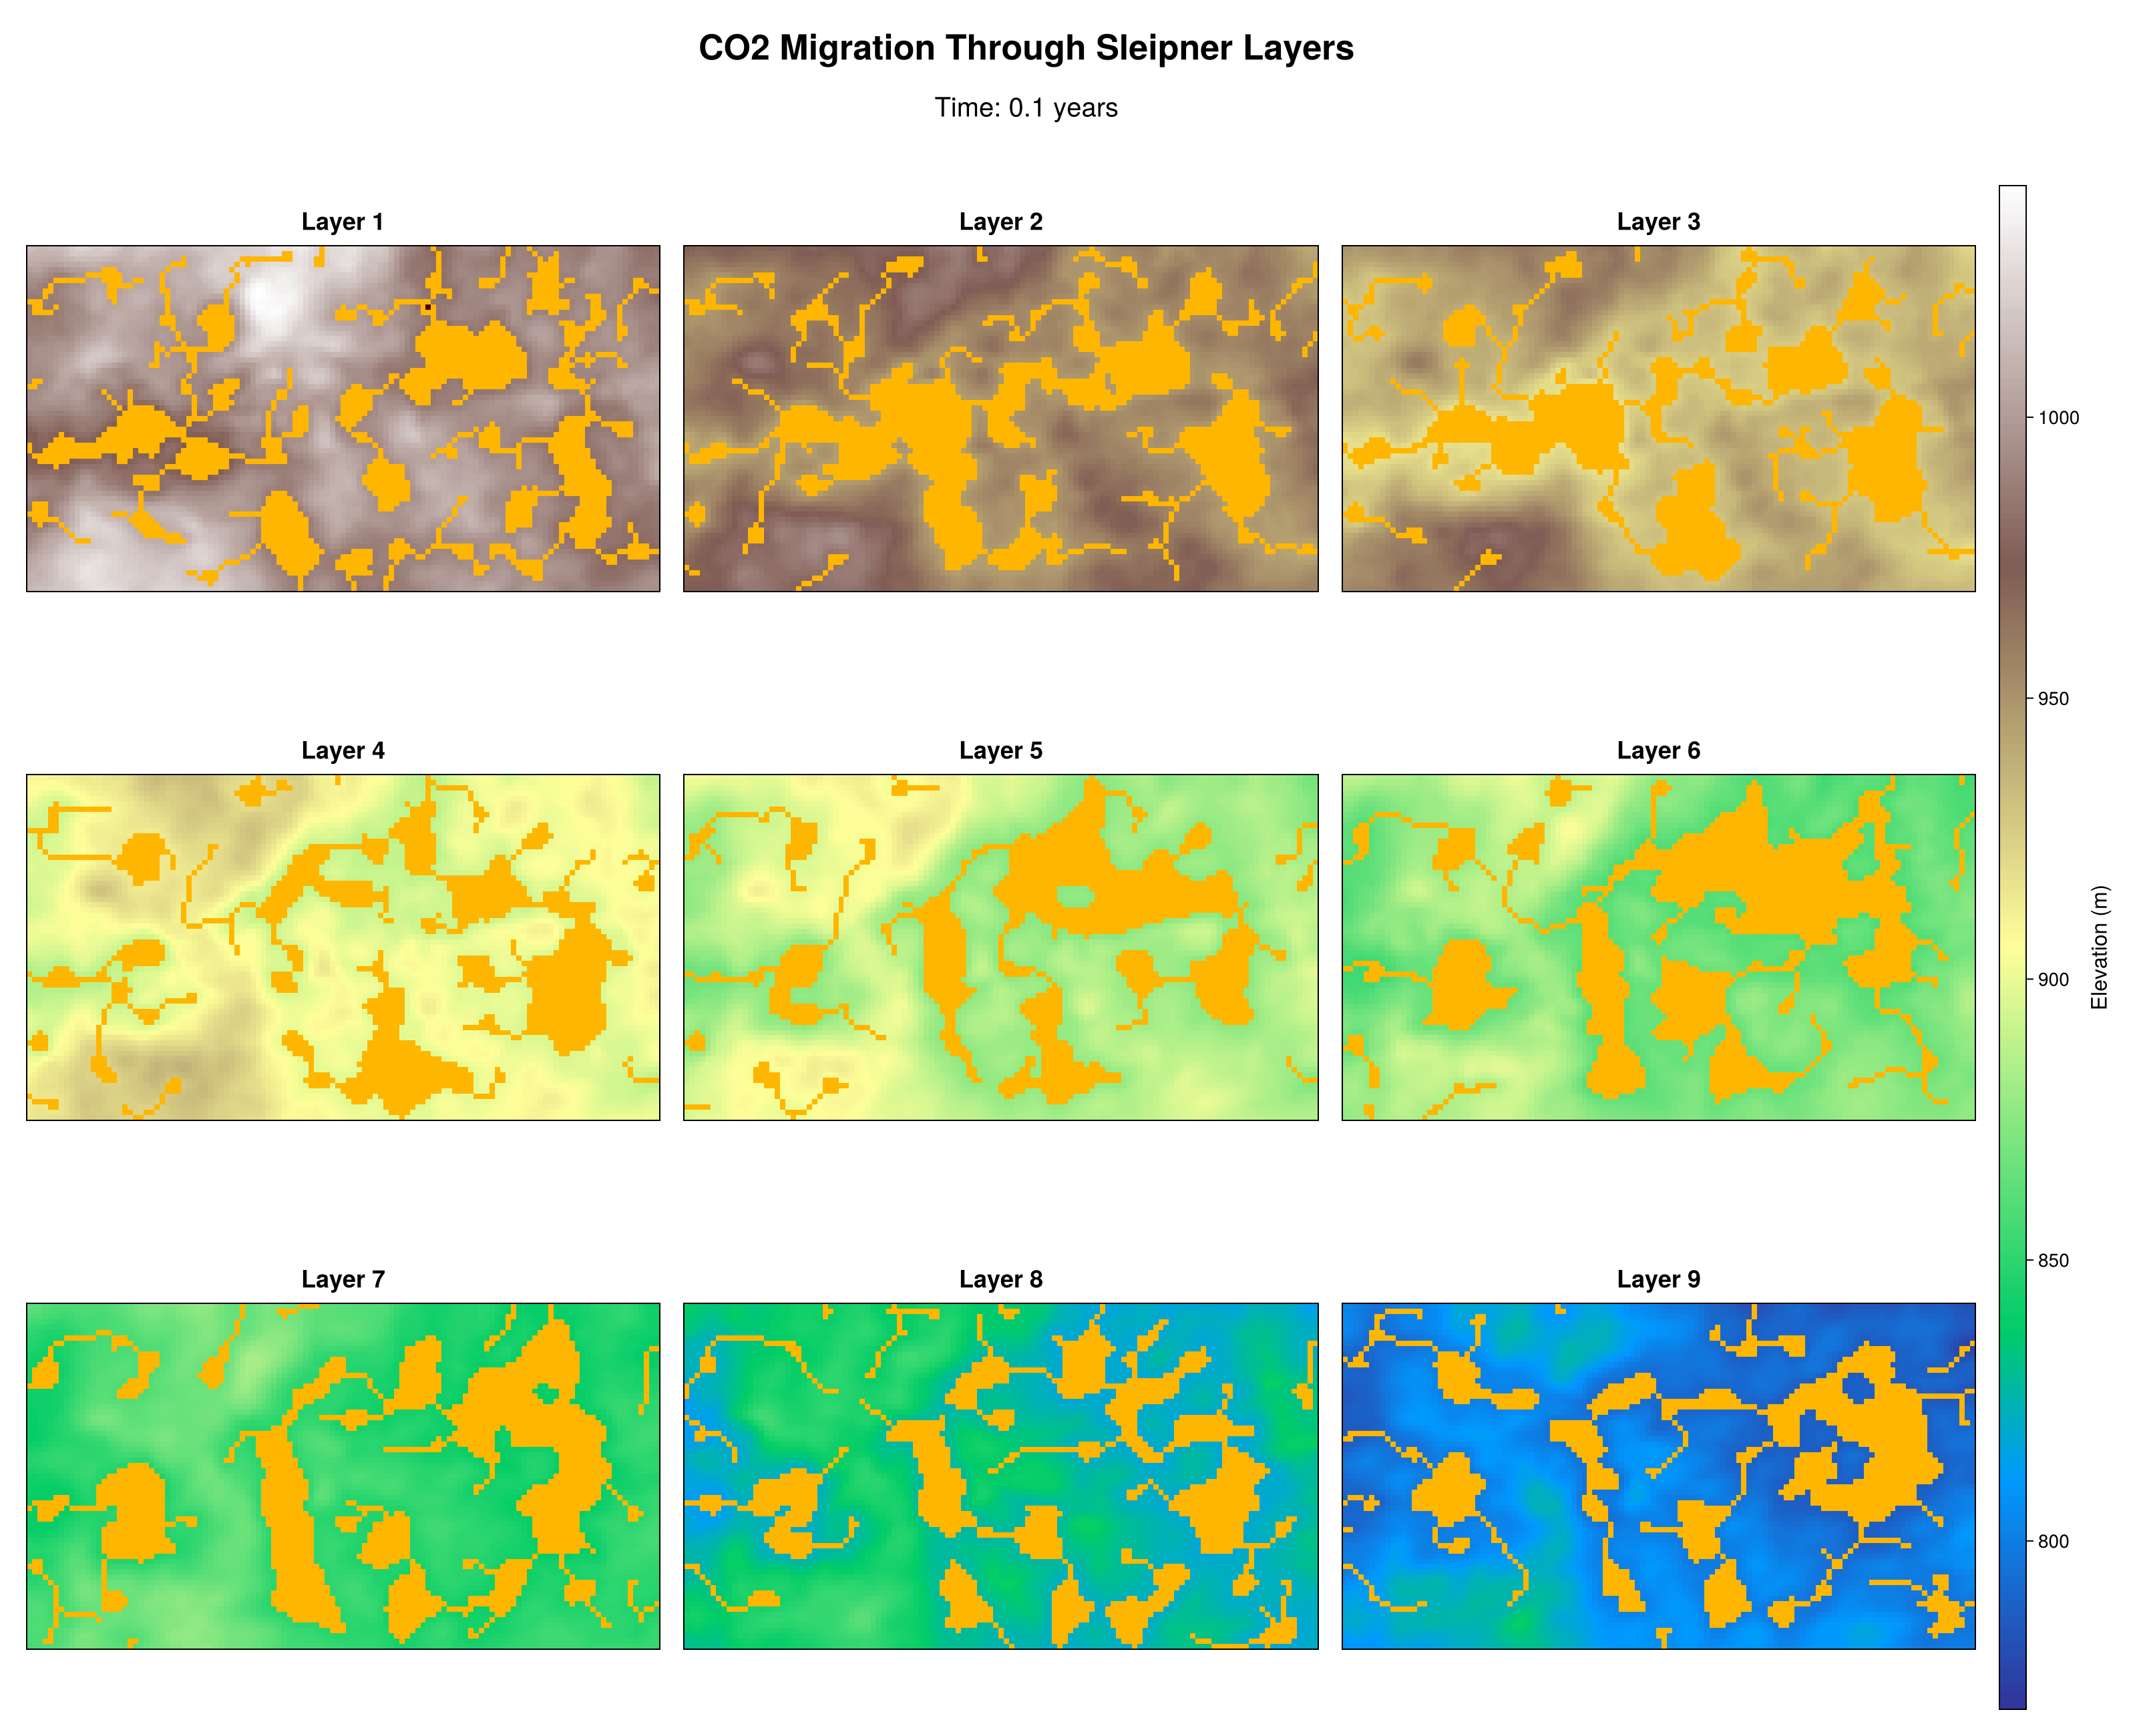 CO2 Migration Through Sleipner Layers
Time: 0.1 years
Layer 1
Layer 2
Layer 3
Layer 4
Layer 5
Layer 6
Layer 7
Layer 8
Layer 9
1000
950
900
850
800
Elevation (m)